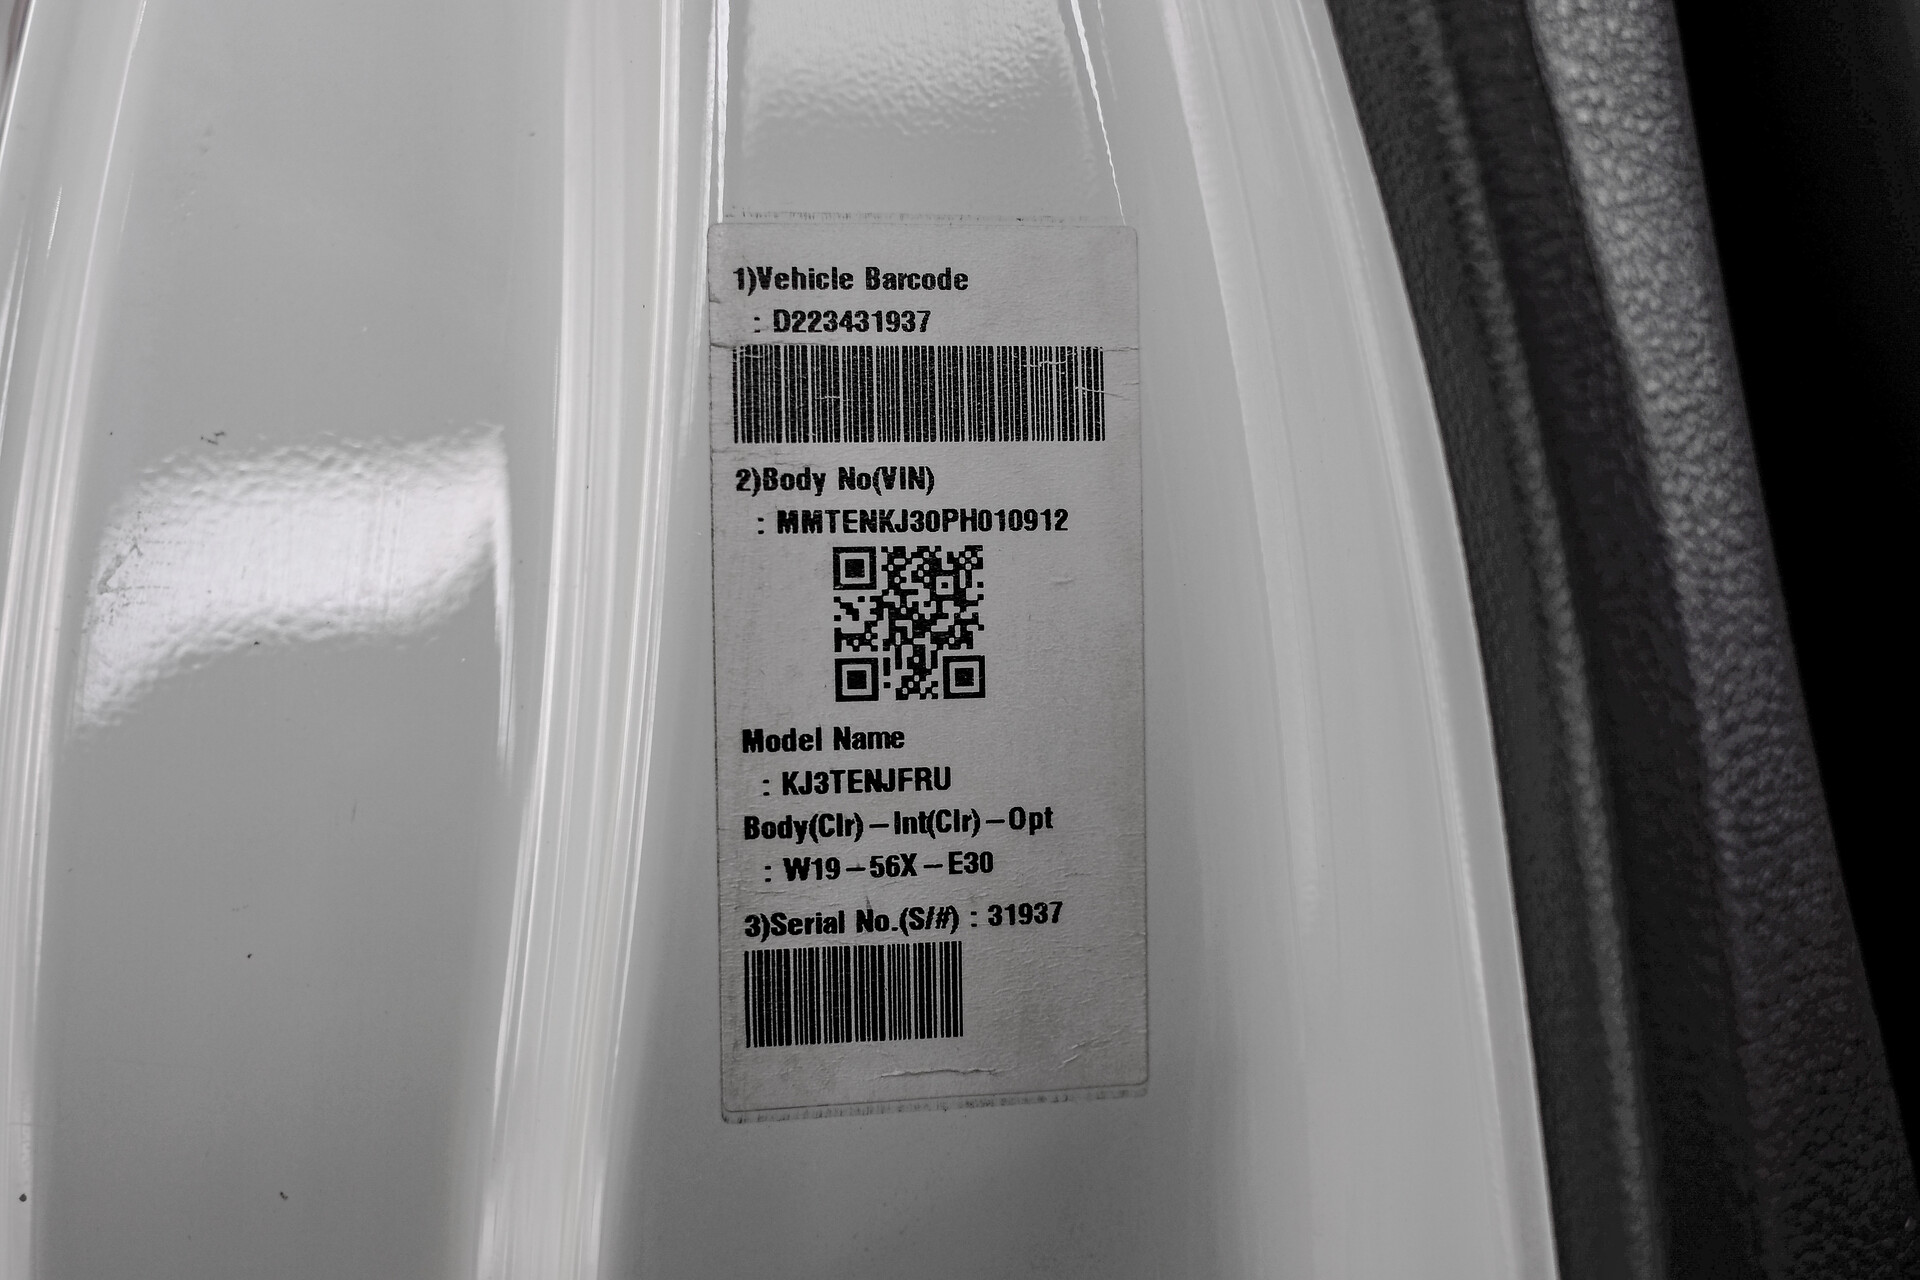 1)Vehicle Barcode
: D223431937
2)Body No(VIN)
: MMTENKJ30PH010912
Model Name
: KJ3TENJFRU
Body(Clr)-Int(Clr)-Opt
: W19-56X-E30
3)Serial No.(S/#) : 31937